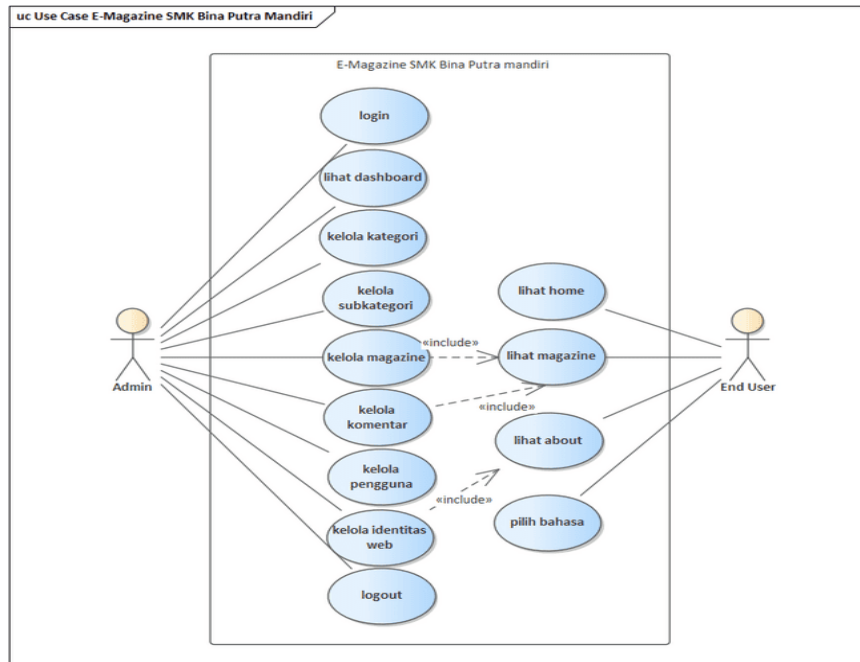 uc Use Case E-Magazine SMK Bina Putra Mandiri
E-Magazine SMK Bina Putra mandiri
login
lihat dashboard
kelola kategori
kelola
subkategori
lihat home
kelola magazine
«include»
lihat magazine
Admin
End User
kelola
komentar
«include»
lihat about
kelola
pengguna
«include»
kelola identitas
web
pilih bahasa
logout